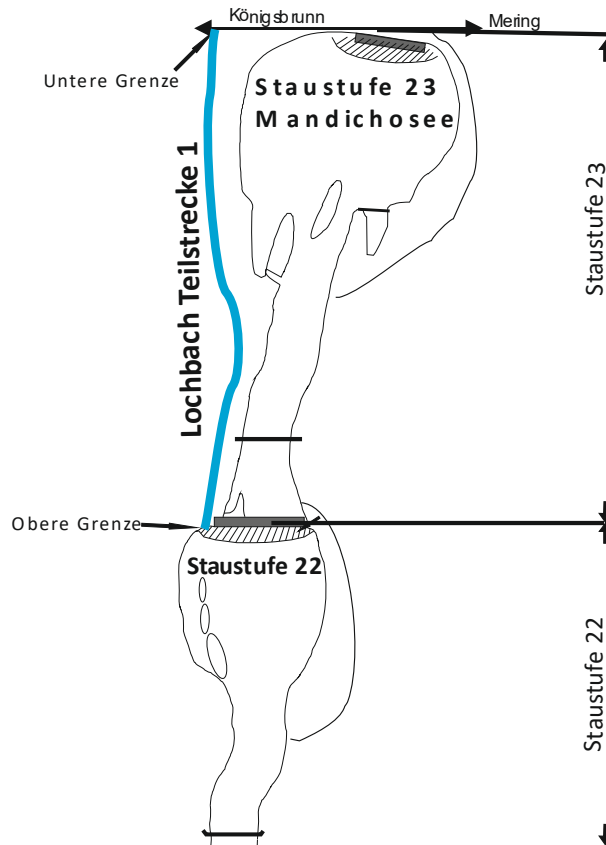 Königsbrunn
Mering
Untere Grenze
Staustufe 23
Mandichosee
Lochbach Teilstrecke 1
Staustufe 23
Obere Grenze
Staustufe 22
Staustufe 22